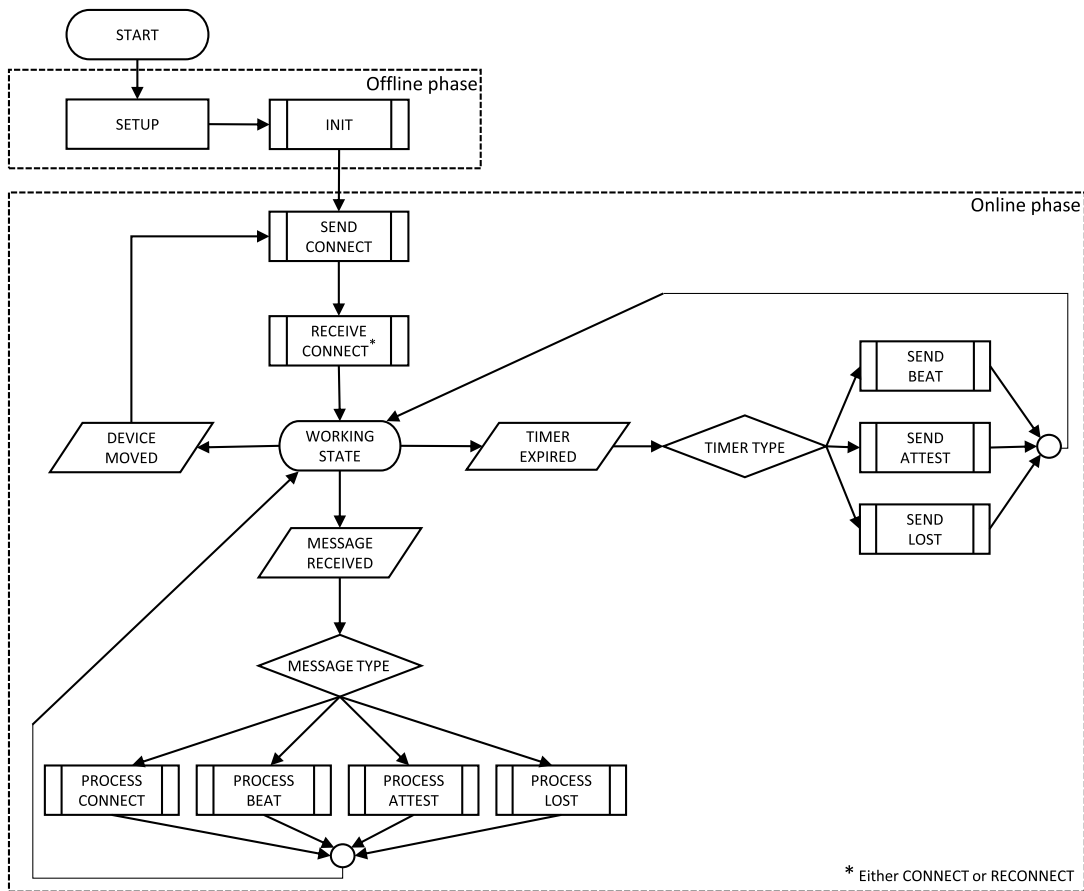 START
Offline phase
SETUP
INIT
Online phase
SEND
CONNECT
RECEIVE
CONNECT*
SEND
BEAT
DEVICE
MOVED
WORKING
STATE
TIMER
EXPIRED
TIMER TYPE
SEND
ATTEST
SEND
LOST
MESSAGE
RECEIVED
MESSAGE TYPE
PROCESS
CONNECT
PROCESS
BEAT
PROCESS
ATTEST
PROCESS
LOST
* Either CONNECT or RECONNECT